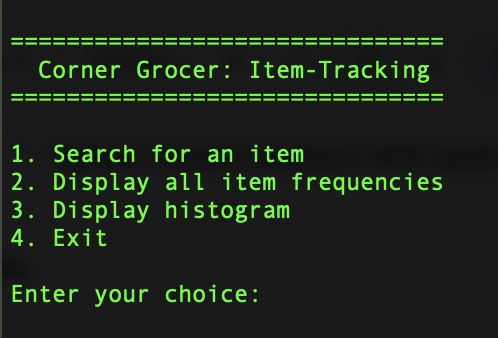 ===============================
Corner Grocer: Item-Tracking
===============================
1. Search for an item
2. Display all item frequencies
3. Display histogram
4. Exit
Enter your choice: